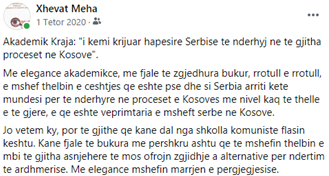 Xhevat Meha
1 Tetor 2020 ·
Akademik Kraja: "i kemi krijuar hapesire Serbise te nderhyj ne te gjitha
proceset ne Kosove".
Me elegance akademikce, me fjale te zgjedhura bukur, rrotull e rrotull,
e mshef thelbin e ceshtjes qe eshte pse dhe si Serbia arriti kete
mundesi per te nderhyre ne proceset e Kosoves me nivel kaq te thelle
e te gjere, e qe eshte veprimtaria e msheft serbe ne Kosove.
Jo vetem ky, por te gjithe qe kane dal nga shkolla komuniste flasin
keshtu. Kane fjale te bukura me pershkru ashtu qe te mshefin thelbin e
mbi te gjitha asnjehere te mos ofrojn zgjidhje a alternative per ndertim
te ardhmerise. Me elegance mshefin marrjen e pergjegjesise.